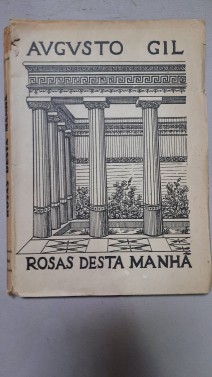 AVGVSTO GIL
ROSAS DESTA MANHÃ